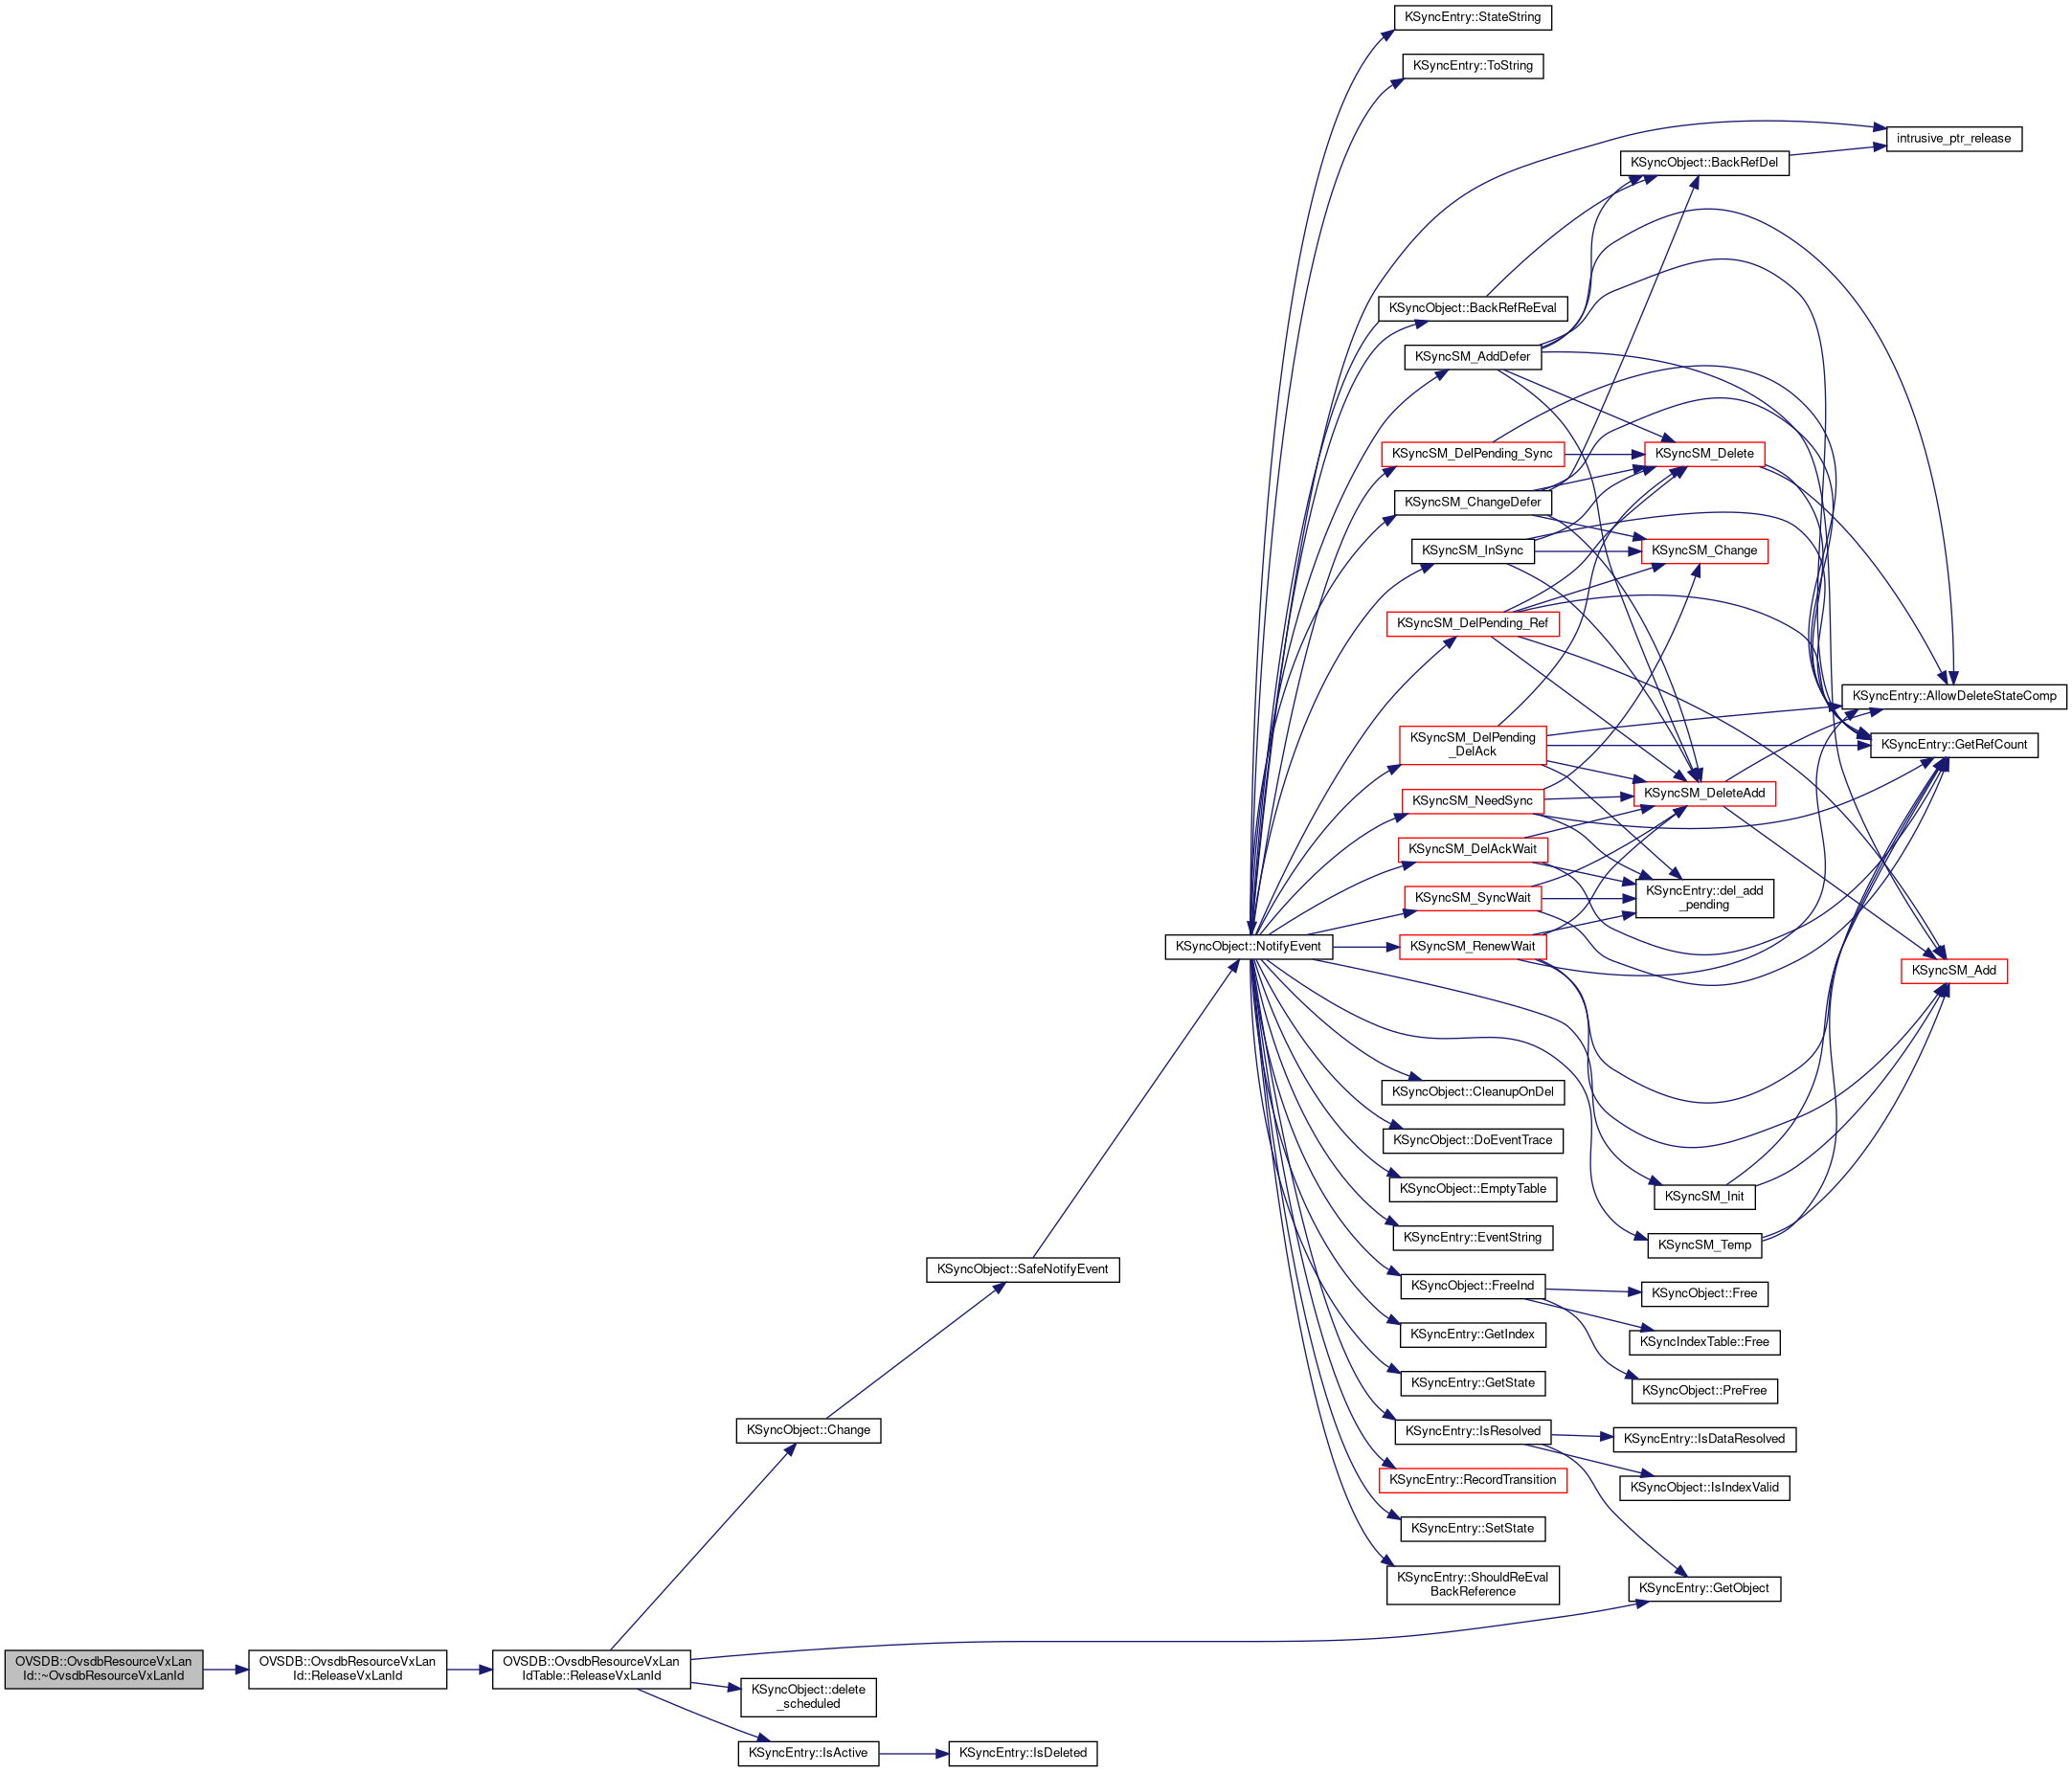 KSyncEntry::StateString
KSyncEntry::ToString
intrusive_ptr_release
KSyncObject::BackRefDel
KSyncObject::BackRefReEval
KSyncSM_AddDefer
KSyncSM_DelPending_Sync
KSyncSM_Delete
KSyncSM_ChangeDefer
KSyncSM_InSync
KSyncSM_Change
KSyncSM_DelPending_Ref
KSyncEntry::AllowDeleteStateComp
KSyncSM_DelPending
_DelAck
KSyncEntry::GetRefCount
KSyncSM_NeedSync
KSyncSM_DeleteAdd
KSyncSM_DelAckWait
KSyncSM_SyncWait
KSyncEntry::del_add
_pending
KSyncObject::NotifyEvent
KSyncSM_RenewWait
KSyncSM_Add
KSyncObject::CleanupOnDel
KSyncObject::DoEventTrace
KSyncObject::EmptyTable
KSyncSM_Init
KSyncEntry::EventString
KSyncSM_Temp
KSyncObject::SafeNotifyEvent
KSyncObject::FreeInd
KSyncObject::Free
KSyncEntry::GetIndex
KSyncIndexTable::Free
KSyncEntry::GetState
KSyncObject::PreFree
KSyncObject::Change
KSyncEntry::IsResolved
KSyncEntry::IsDataResolved
KSyncEntry::RecordTransition
KSyncObject::IsIndexValid
KSyncEntry::SetState
KSyncEntry::ShouldReEval
BackReference
KSyncEntry::GetObject
OVSDB::OvsdbResourceVxLan
Id::~OvsdbResourceVxLanId
OVSDB::OvsdbResourceVxLan
Id::ReleaseVxLanId
OVSDB::OvsdbResourceVxLan
IdTable::ReleaseVxLanId
KSyncObject::delete
_scheduled
KSyncEntry::IsActive
KSyncEntry::IsDeleted